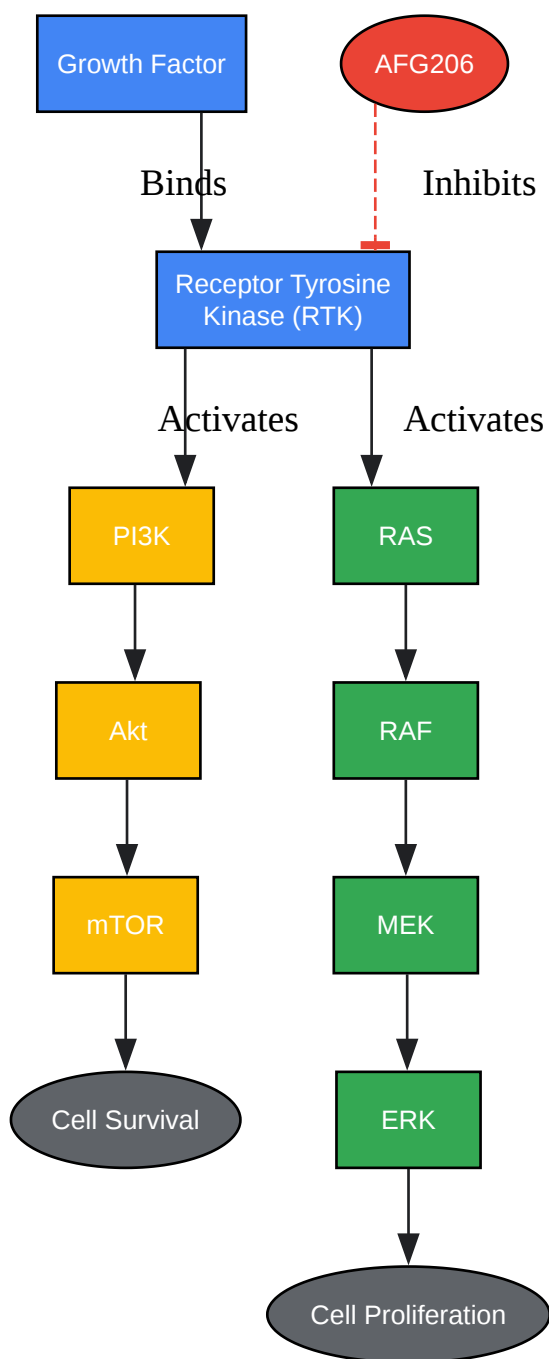 Growth Factor
AFG206
Binds
Inhibits
Receptor Tyrosine
Kinase (RTK)
Activates
Activates
PI3K
RAS
Akt
RAF
mTOR
MEK
Cell Survival
ERK
Cell Proliferation